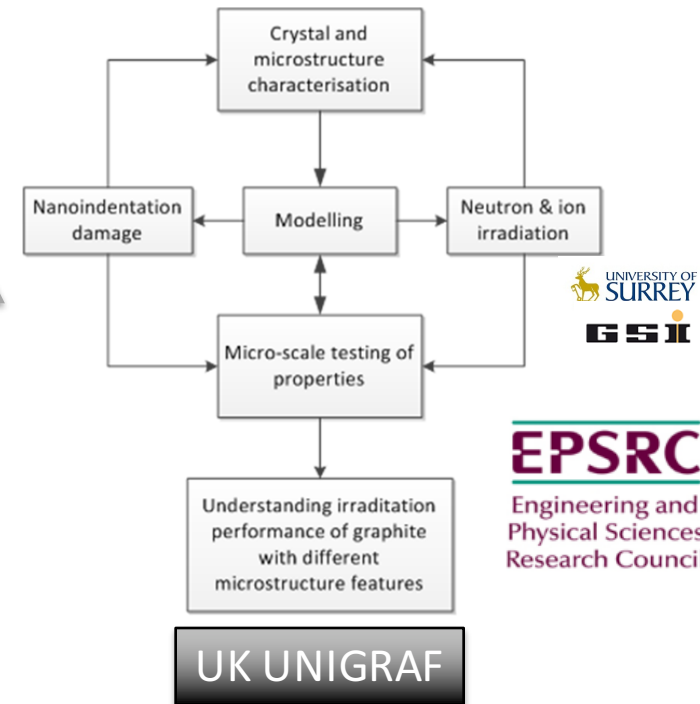 Crystal and
microstructure
characterisation
Nanoindentation
damage
Modelling
Neutron & ion
irradiation
UNIVERSITY OF
SURREY
GSI
Micro-scale testing of
properties
EPSRC
Engineering and
Physical Sciences
Research Counci
Understanding irraditation
performance of graphite
with different
microstructure features
UK UNIGRAF